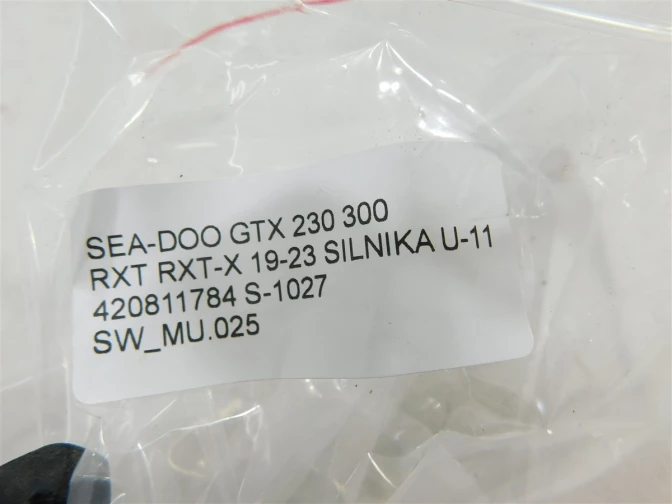 SEA-DOO GTX 230 300
RXT RXT-X 19-23 SILNIKA U-11
420811784 S-1027
SW_MU.025